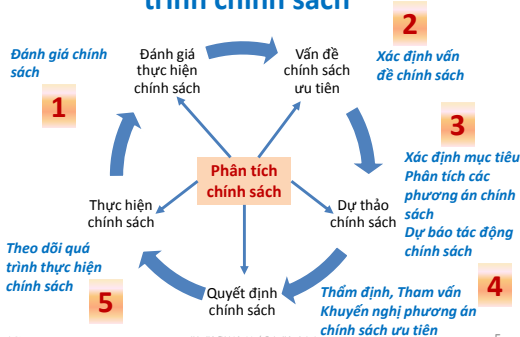 trình chính sách
2
Đánh giá chính
sách
1
Đánh giá
thực hiện
chính sách
Vấn đề
chính sách
ưu tiên
Xác định vấn
đề chính sách
3
Xác định mục tiêu
Phân tích các
phương án chính
sách
Dự báo tác động
chính sách
Phân tích
chính sách
Thực hiện
chính sách
Dự thảo
chính sách
Theo dõi quá
trình thực hiện
chính sách
5
Quyết định
chính sách
4
Thẩm định, Tham vấn
Khuyến nghị phương án
chính sách ưu tiên